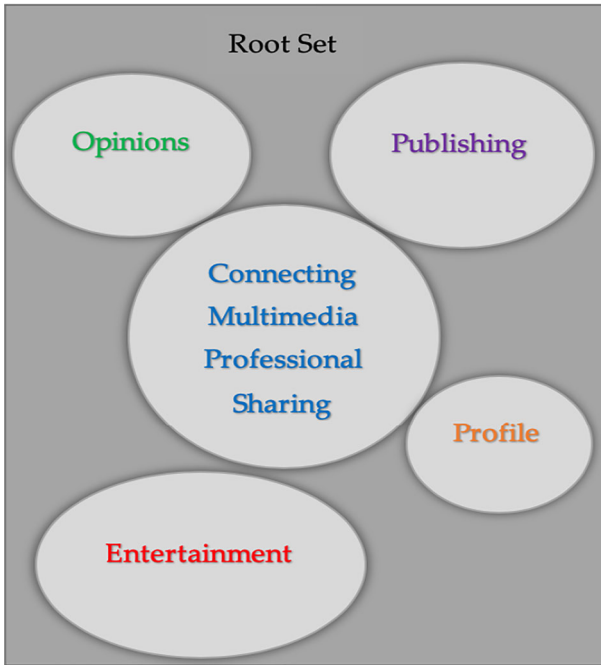 Root Set
Opinions
Publishing
Connecting
Multimedia
Professional
Sharing
Profile
Entertainment